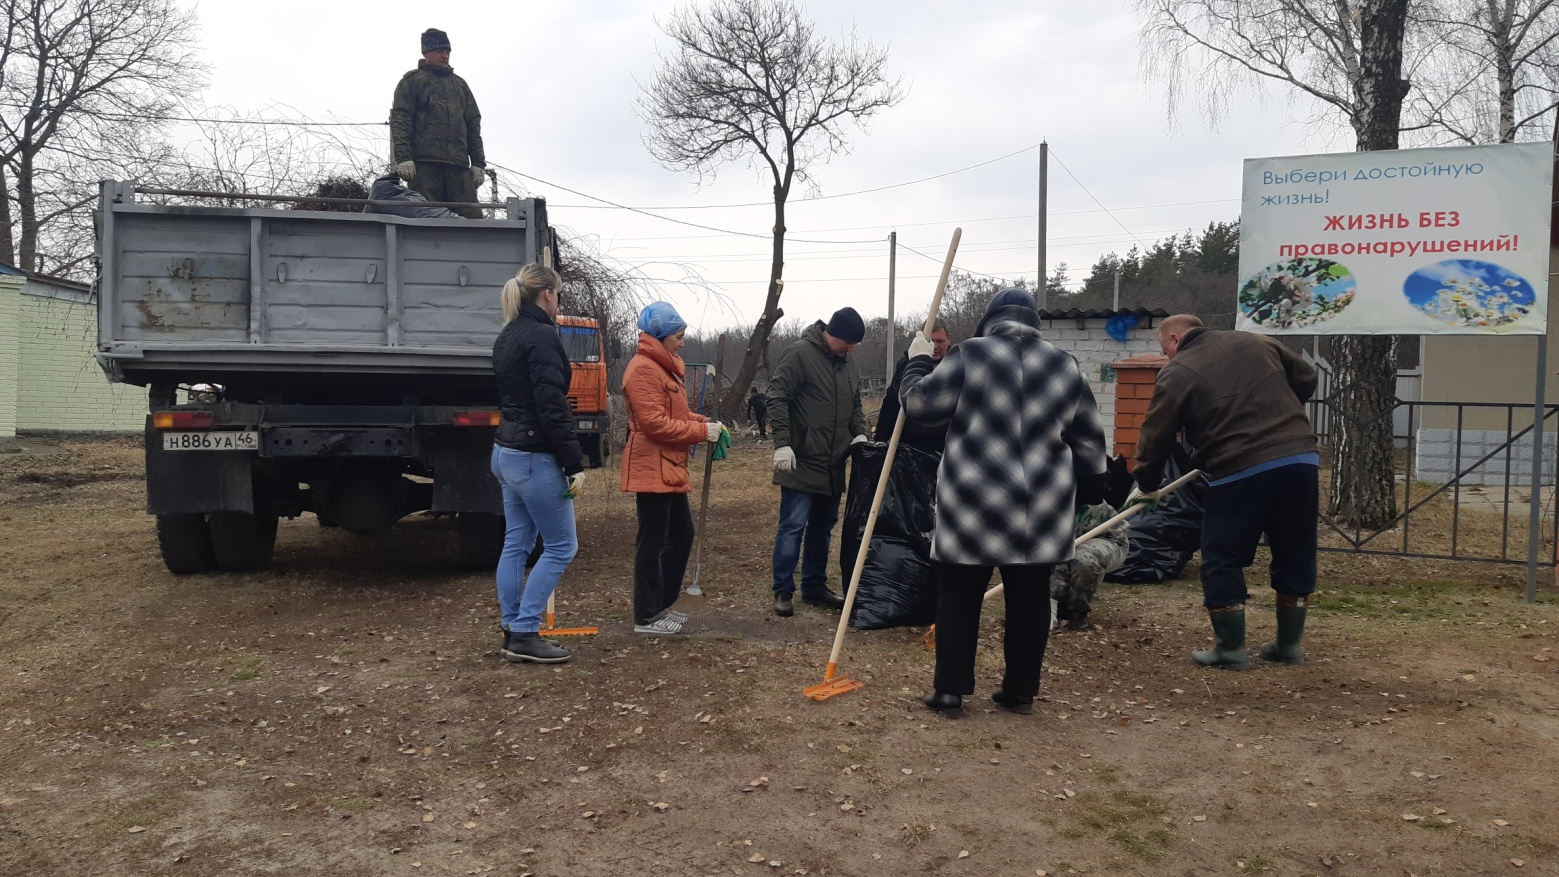 Выбери достойную
жизнь!
ЖИЗНЬ БЕЗ
правонарушений!
Н886УА 46